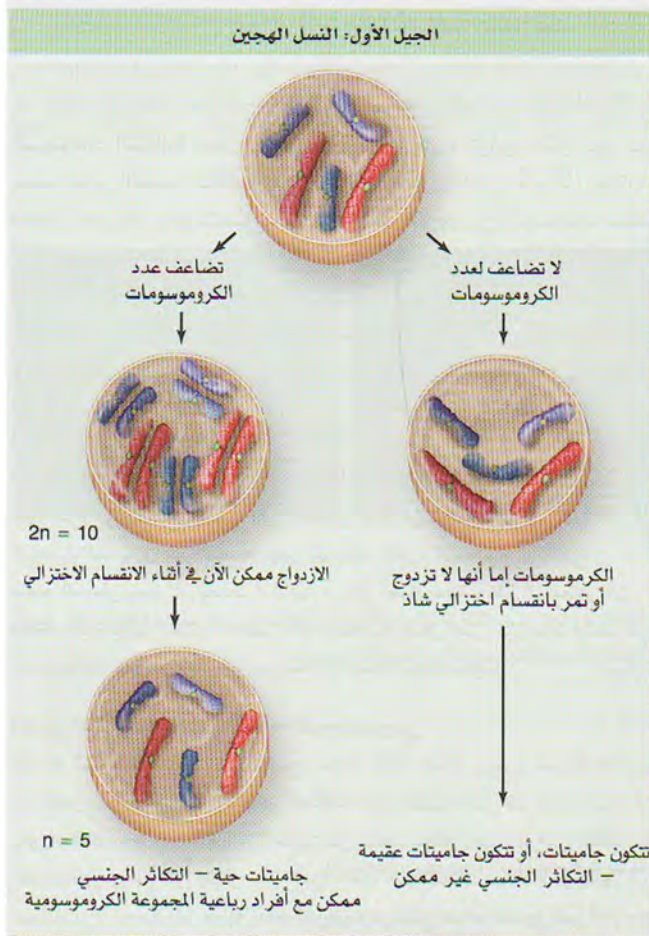 الجيل الأول: النسل الهجين
لا تضاعف لعدد
الكروموسومات
تضاعف عدد
الكروموسومات
2n = 10
الكرموسومات إما أنها لا تزدوج
أو تمر بانقسام اختزالي شاذ
الازدواج ممكن الآن في أثناء الانقسام الاختزالي
n = 5
تتكون جاميتات، أو تتكون جاميتات عقيمة
– التكاثر الجنسي غير ممكن
جاميتات حية – التكاثر الجنسي
ممكن مع أفراد رباعية المجموعة الكروموسومية